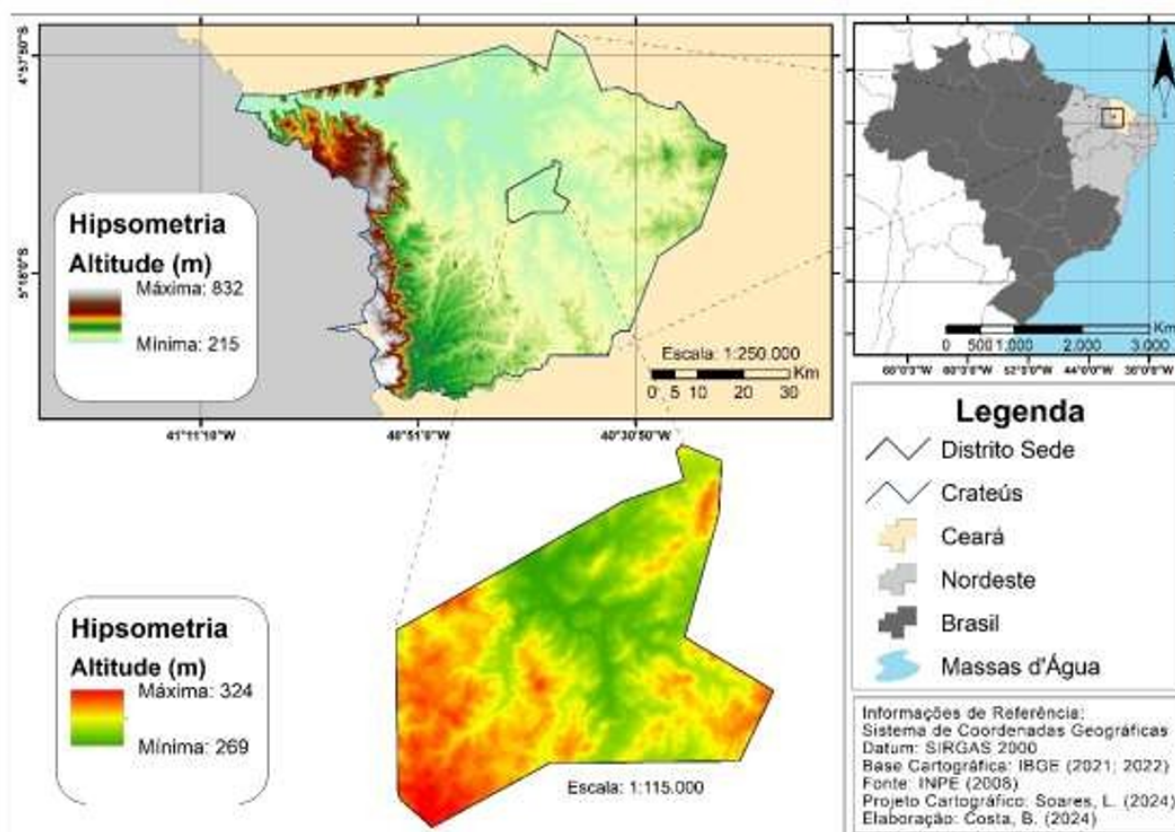 4°57'50"S
5°18'0"S
Hipsometria
Altitude (m)
Máxima: 832
Mínima: 215
Escala: 1:250.000
Km
0 5 10 20 30
41°11'10"W
40°30'50"W
Km
0 500 1.000 2.000 3.000
Legenda
Distrito Sede
Crateús
Ceará
Nordeste
Brasil
Massas d'Água
Hipsometria
Altitude (m)
Máxima: 324
Mínima: 269
Escala: 1:115.000
Informações de Referência:
Sistema de Coordenadas Geográficas
Datum: SIRGAS 2000
Base Cartográfica: IBGE (2021; 2022)
Fonte: INPE (2008)
Projeto Cartográfico: Soares, L. (2024)
Elaboração: Costa, B. (2024)